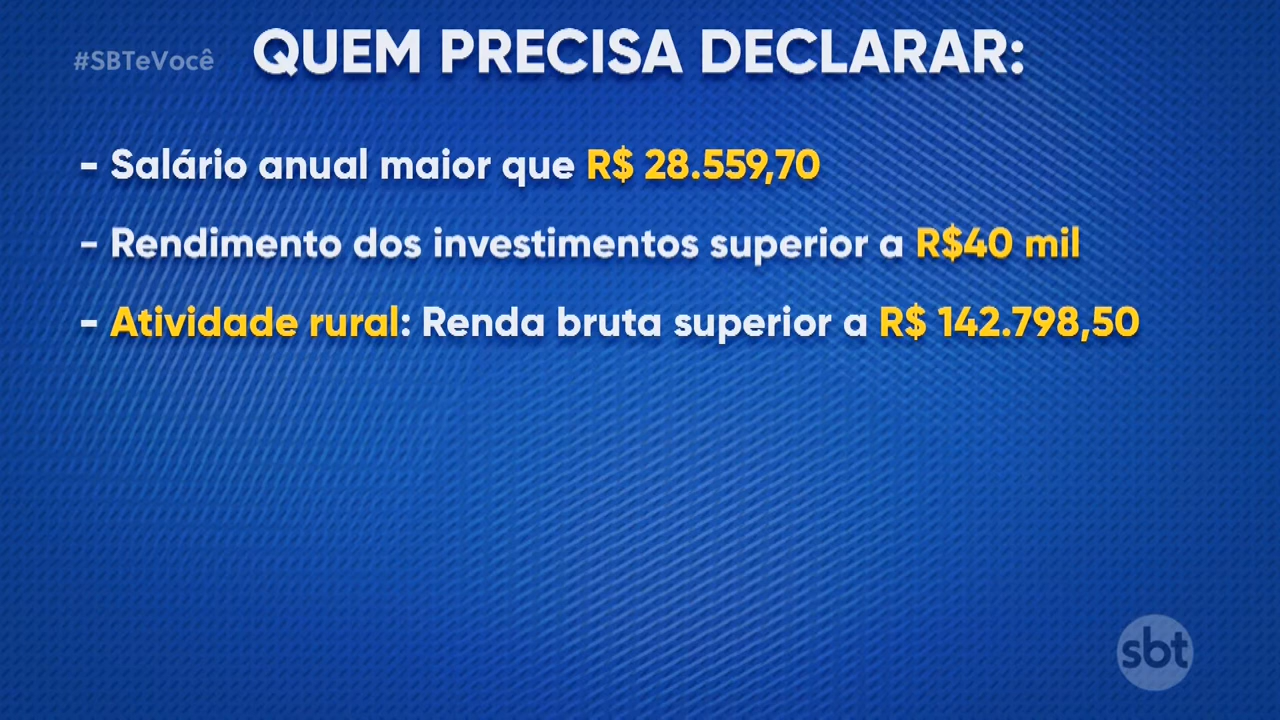 #SBTeVocê
QUEM PRECISA DECLARAR:
- Salário anual maior que R$ 28.559,70
- Rendimento dos investimentos superior a R$40 mil
- Atividade rural: Renda bruta superior a R$ 142.798,50
sbt